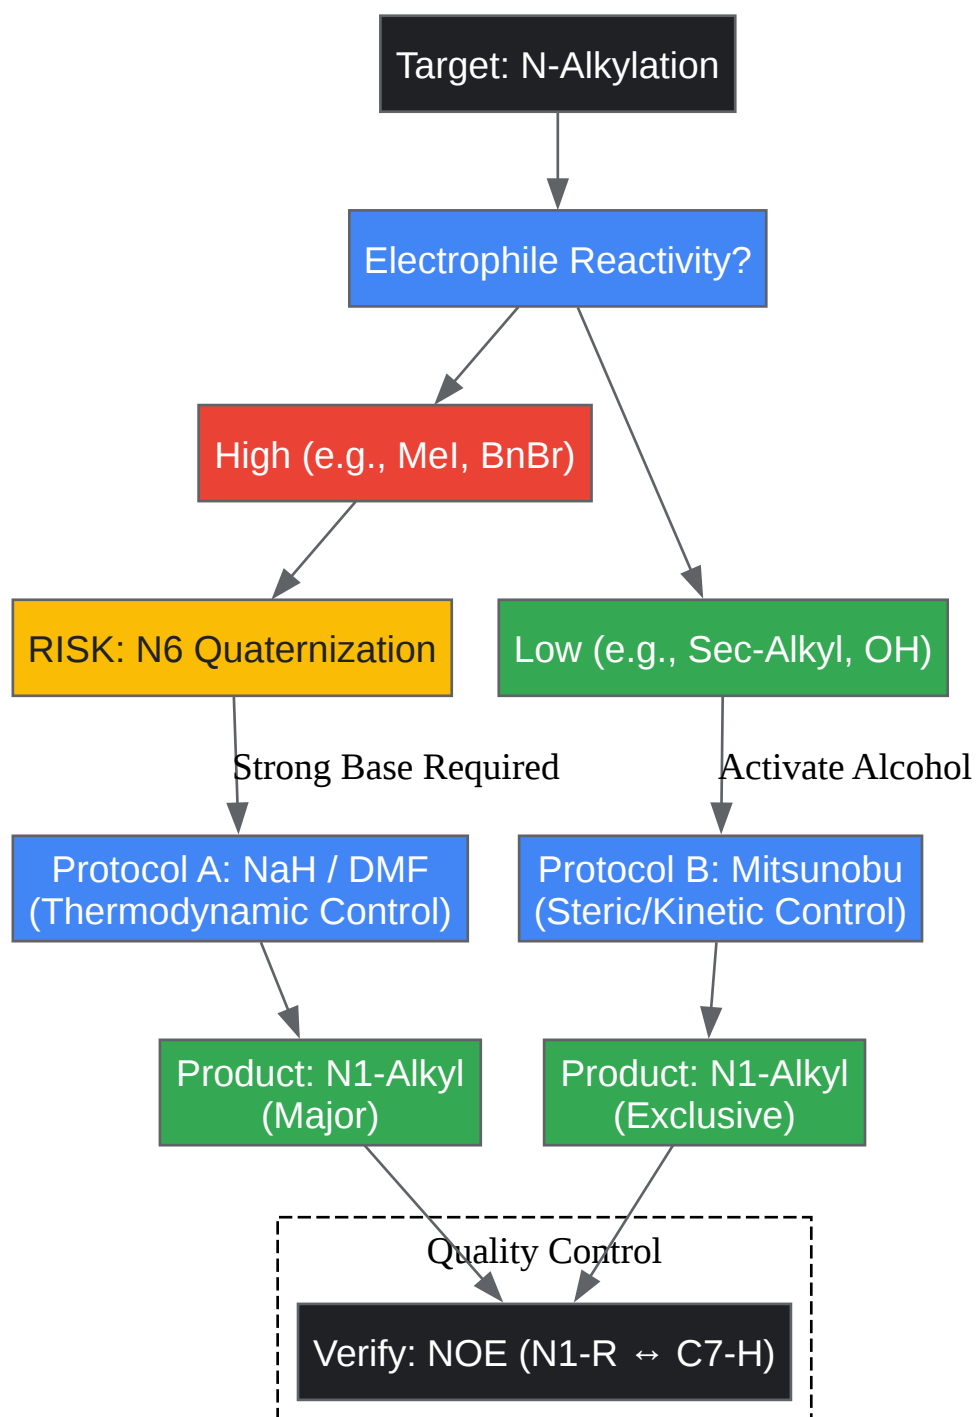 Target: N-Alkylation
Electrophile Reactivity?
High (e.g., MeI, BnBr)
RISK: N6 Quaternization
Low (e.g., Sec-Alkyl, OH)
Strong Base Required
Activate Alcohol
Protocol A: NaH / DMF
(Thermodynamic Control)
Protocol B: Mitsunobu
(Steric/Kinetic Control)
Product: N1-Alkyl
(Major)
Product: N1-Alkyl
(Exclusive)
Quality Control
Verify: NOE (N1-R ↔ C7-H)